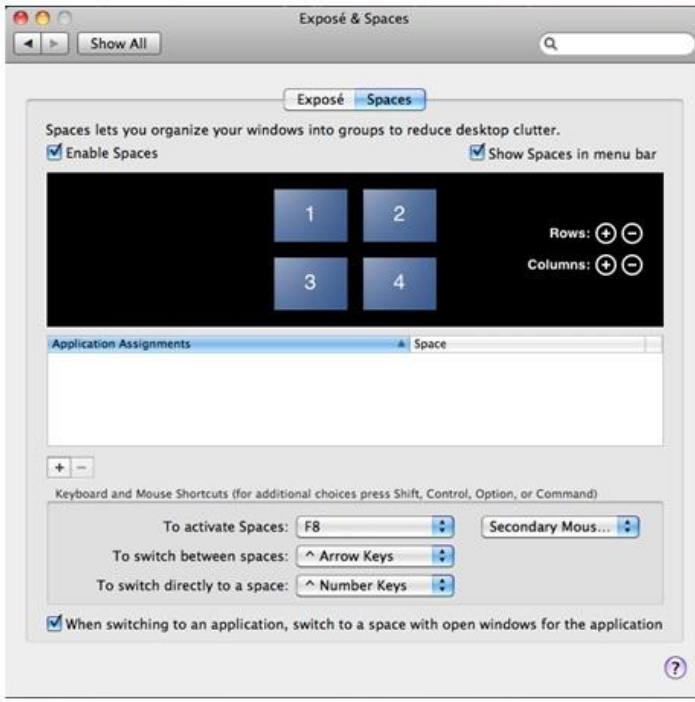 Exposé & Spaces
Show All
Exposé Spaces
Spaces lets you organize your windows into groups to reduce desktop clutter.
Enable Spaces Show Spaces in menu bar
1 2
Rows:
Columns:
3 4
Application Assignments Space
Keyboard and Mouse Shortcuts (for additional choices press Shift, Control, Option, or Command)
To activate Spaces: F8 Secondary Mous...
To switch between spaces: ^ Arrow Keys
To switch directly to a space: ^ Number Keys
When switching to an application, switch to a space with open windows for the application
?